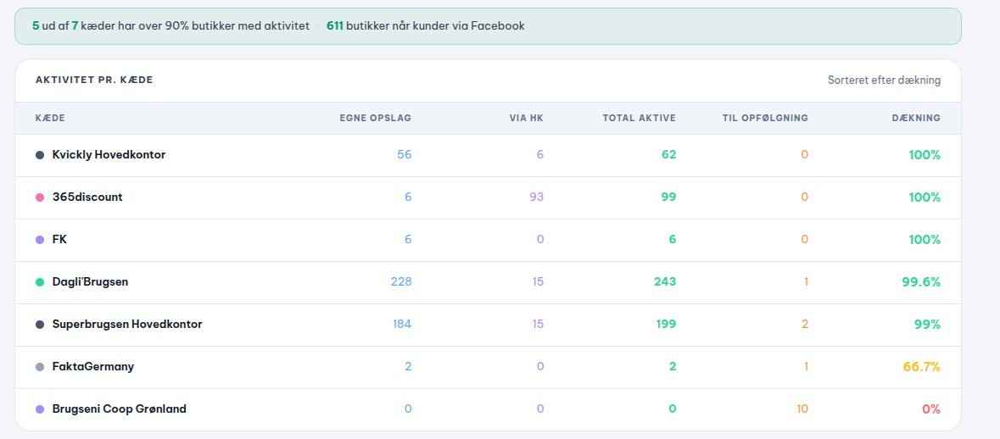 5 ud af 7 kæder har over 90% butikker med aktivitet · 611 butikker når kunder via Facebook
AKTIVITET PR. KÆDE Sorteret efter dækning
KÆDE EGNE OPSLAG VIA HK TOTAL AKTIVE TIL OPFØLGNING DÆKNING
Kvickly Hovedkontor 56 6 62 0 100%
365discount 6 93 99 0 100%
FK 6 0 6 0 100%
Dagli'Brugsen 228 15 243 1 99.6%
Superbrugsen Hovedkontor 184 15 199 2 99%
FaktaGermany 2 0 2 1 66.7%
Brugseni Coop Grønland 0 0 0 10 0%